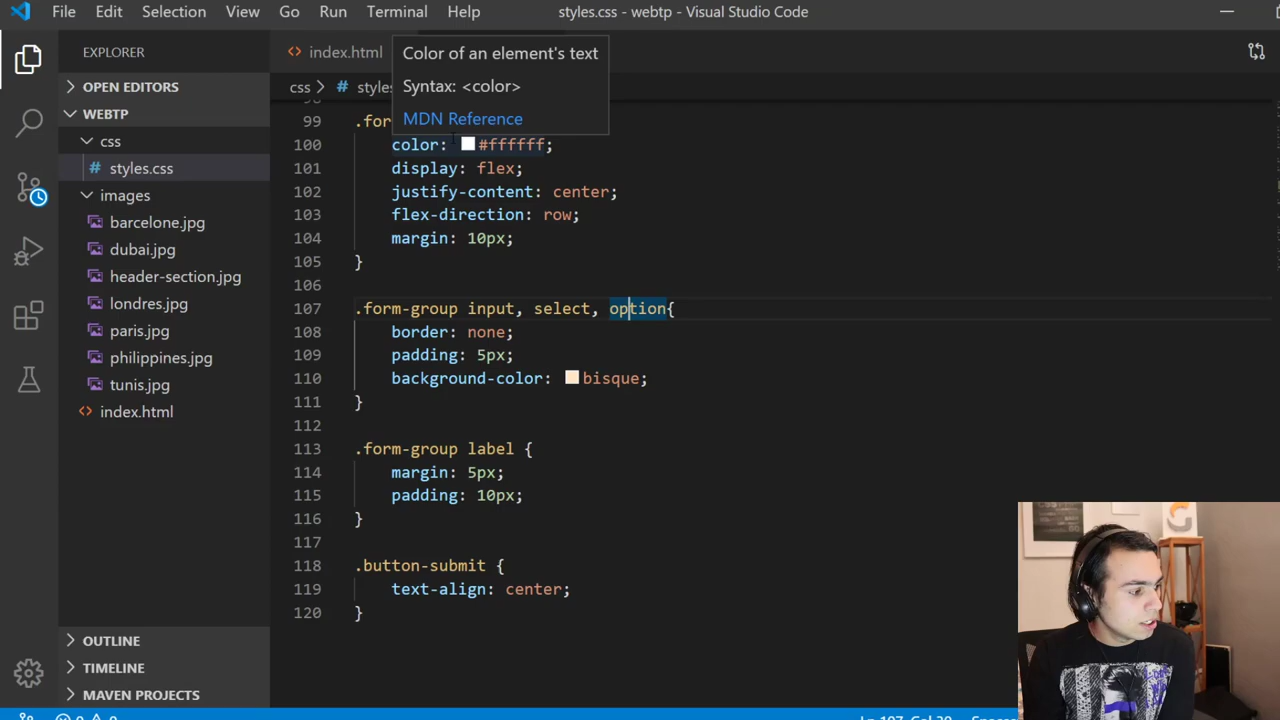 File Edit Selection View Go Run Terminal Help styles.css - webtp - Visual Studio Code
EXPLORER
index.html
Color of an element's text
Syntax: <color>
MDN Reference
OPEN EDITORS
WEBTP
css
styles.css
images
barcelone.jpg
dubai.jpg
header-section.jpg
londres.jpg
paris.jpg
philippines.jpg
tunis.jpg
index.html
OUTLINE
TIMELINE
MAVEN PROJECTS
css > # styles
98
99 .for
100 color: #ffffff;
101 display: flex;
102 justify-content: center;
103 flex-direction: row;
104 margin: 10px;
105 }
106
107 .form-group input, select, option{
108 border: none;
109 padding: 5px;
110 background-color: bisque;
111 }
112
113 .form-group label {
114 margin: 5px;
115 padding: 10px;
116 }
117
118 .button-submit {
119 text-align: center;
120 }